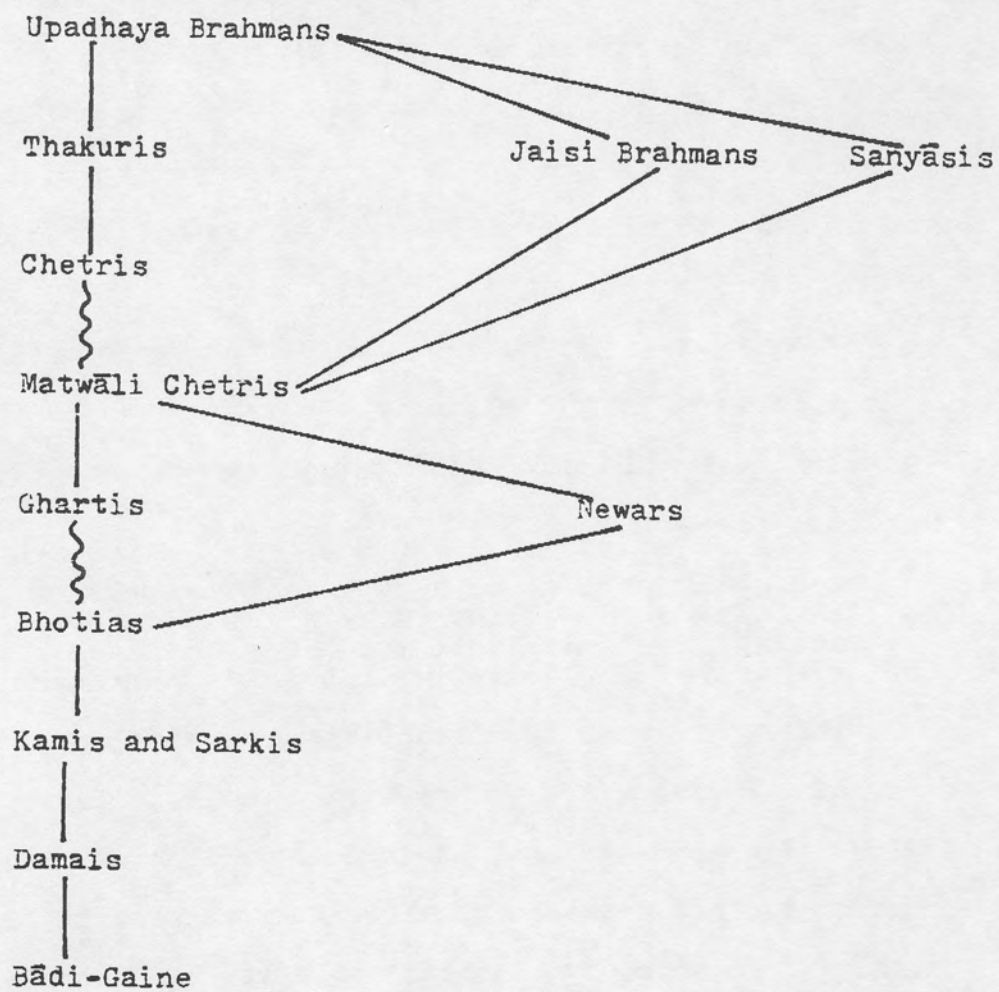 Upadhaya Brahmans
Thakuris
Jaisi Brahmans
Sanyāsis
Chetris
Matwāli Chetris
Ghartis
Newars
Bhotias
Kamis and Sarkis
Damais
Bādi-Gaine